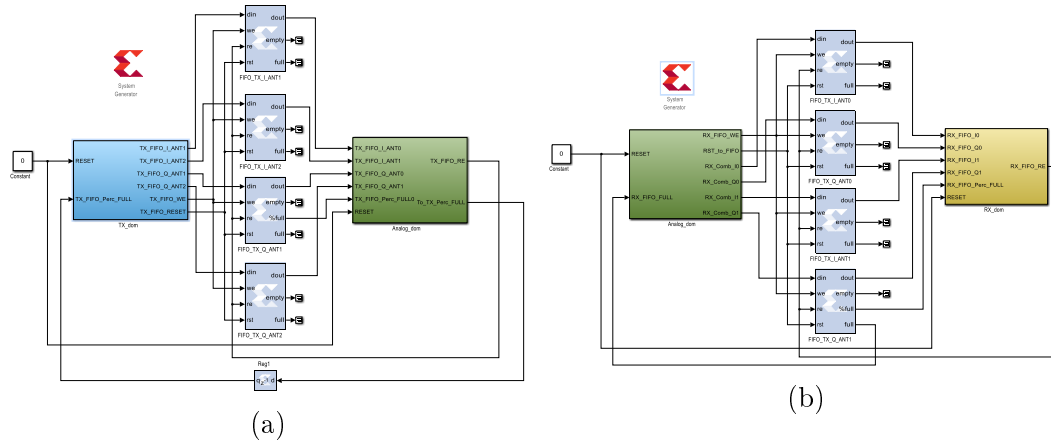 System
Generator
0
Constant
RESET
TX_FIFO_Perc_FULL
TX_FIFO_I_ANT1
TX_FIFO_I_ANT2
TX_FIFO_Q_ANT1
TX_FIFO_Q_ANT2
TX_FIFO_WE
TX_FIFO_RESET
TX_dom
din dout
we
empty
re
rst full
FIFO_TX_I_ANT1
din dout
we
empty
re
rst full
FIFO_TX_I_ANT2
din dout
we
empty
re
%full
rst
FIFO_TX_Q_ANT1
din dout
we
empty
re
rst full
FIFO_TX_Q_ANT2
TX_FIFO_I_ANT0
TX_FIFO_I_ANT1
TX_FIFO_Q_ANT0
TX_FIFO_Q_ANT1
TX_FIFO_Perc_FULL0
RESET
TX_FIFO_RE
To_TX_Perc_FULL
Analog_dom
Reg1
q z⁻¹ d
(a)
System
Generator
0
Constant
RESET
RX_FIFO_FULL
RX_FIFO_WE
RST_to_FIFO
RX_Comb_I0
RX_Comb_Q0
RX_Comb_I1
RX_Comb_Q1
Analog_dom
din dout
we
empty
re
rst full
FIFO_TX_I_ANT0
din dout
we
empty
re
rst full
FIFO_TX_Q_ANT0
din dout
we
empty
re
rst full
FIFO_TX_I_ANT1
din dout
we
empty
re %full
rst full
FIFO_TX_Q_ANT1
RX_FIFO_I0
RX_FIFO_Q0
RX_FIFO_I1
RX_FIFO_Q1
RX_FIFO_Perc_FULL
RESET
RX_FIFO_RE
RX_dom
(b)